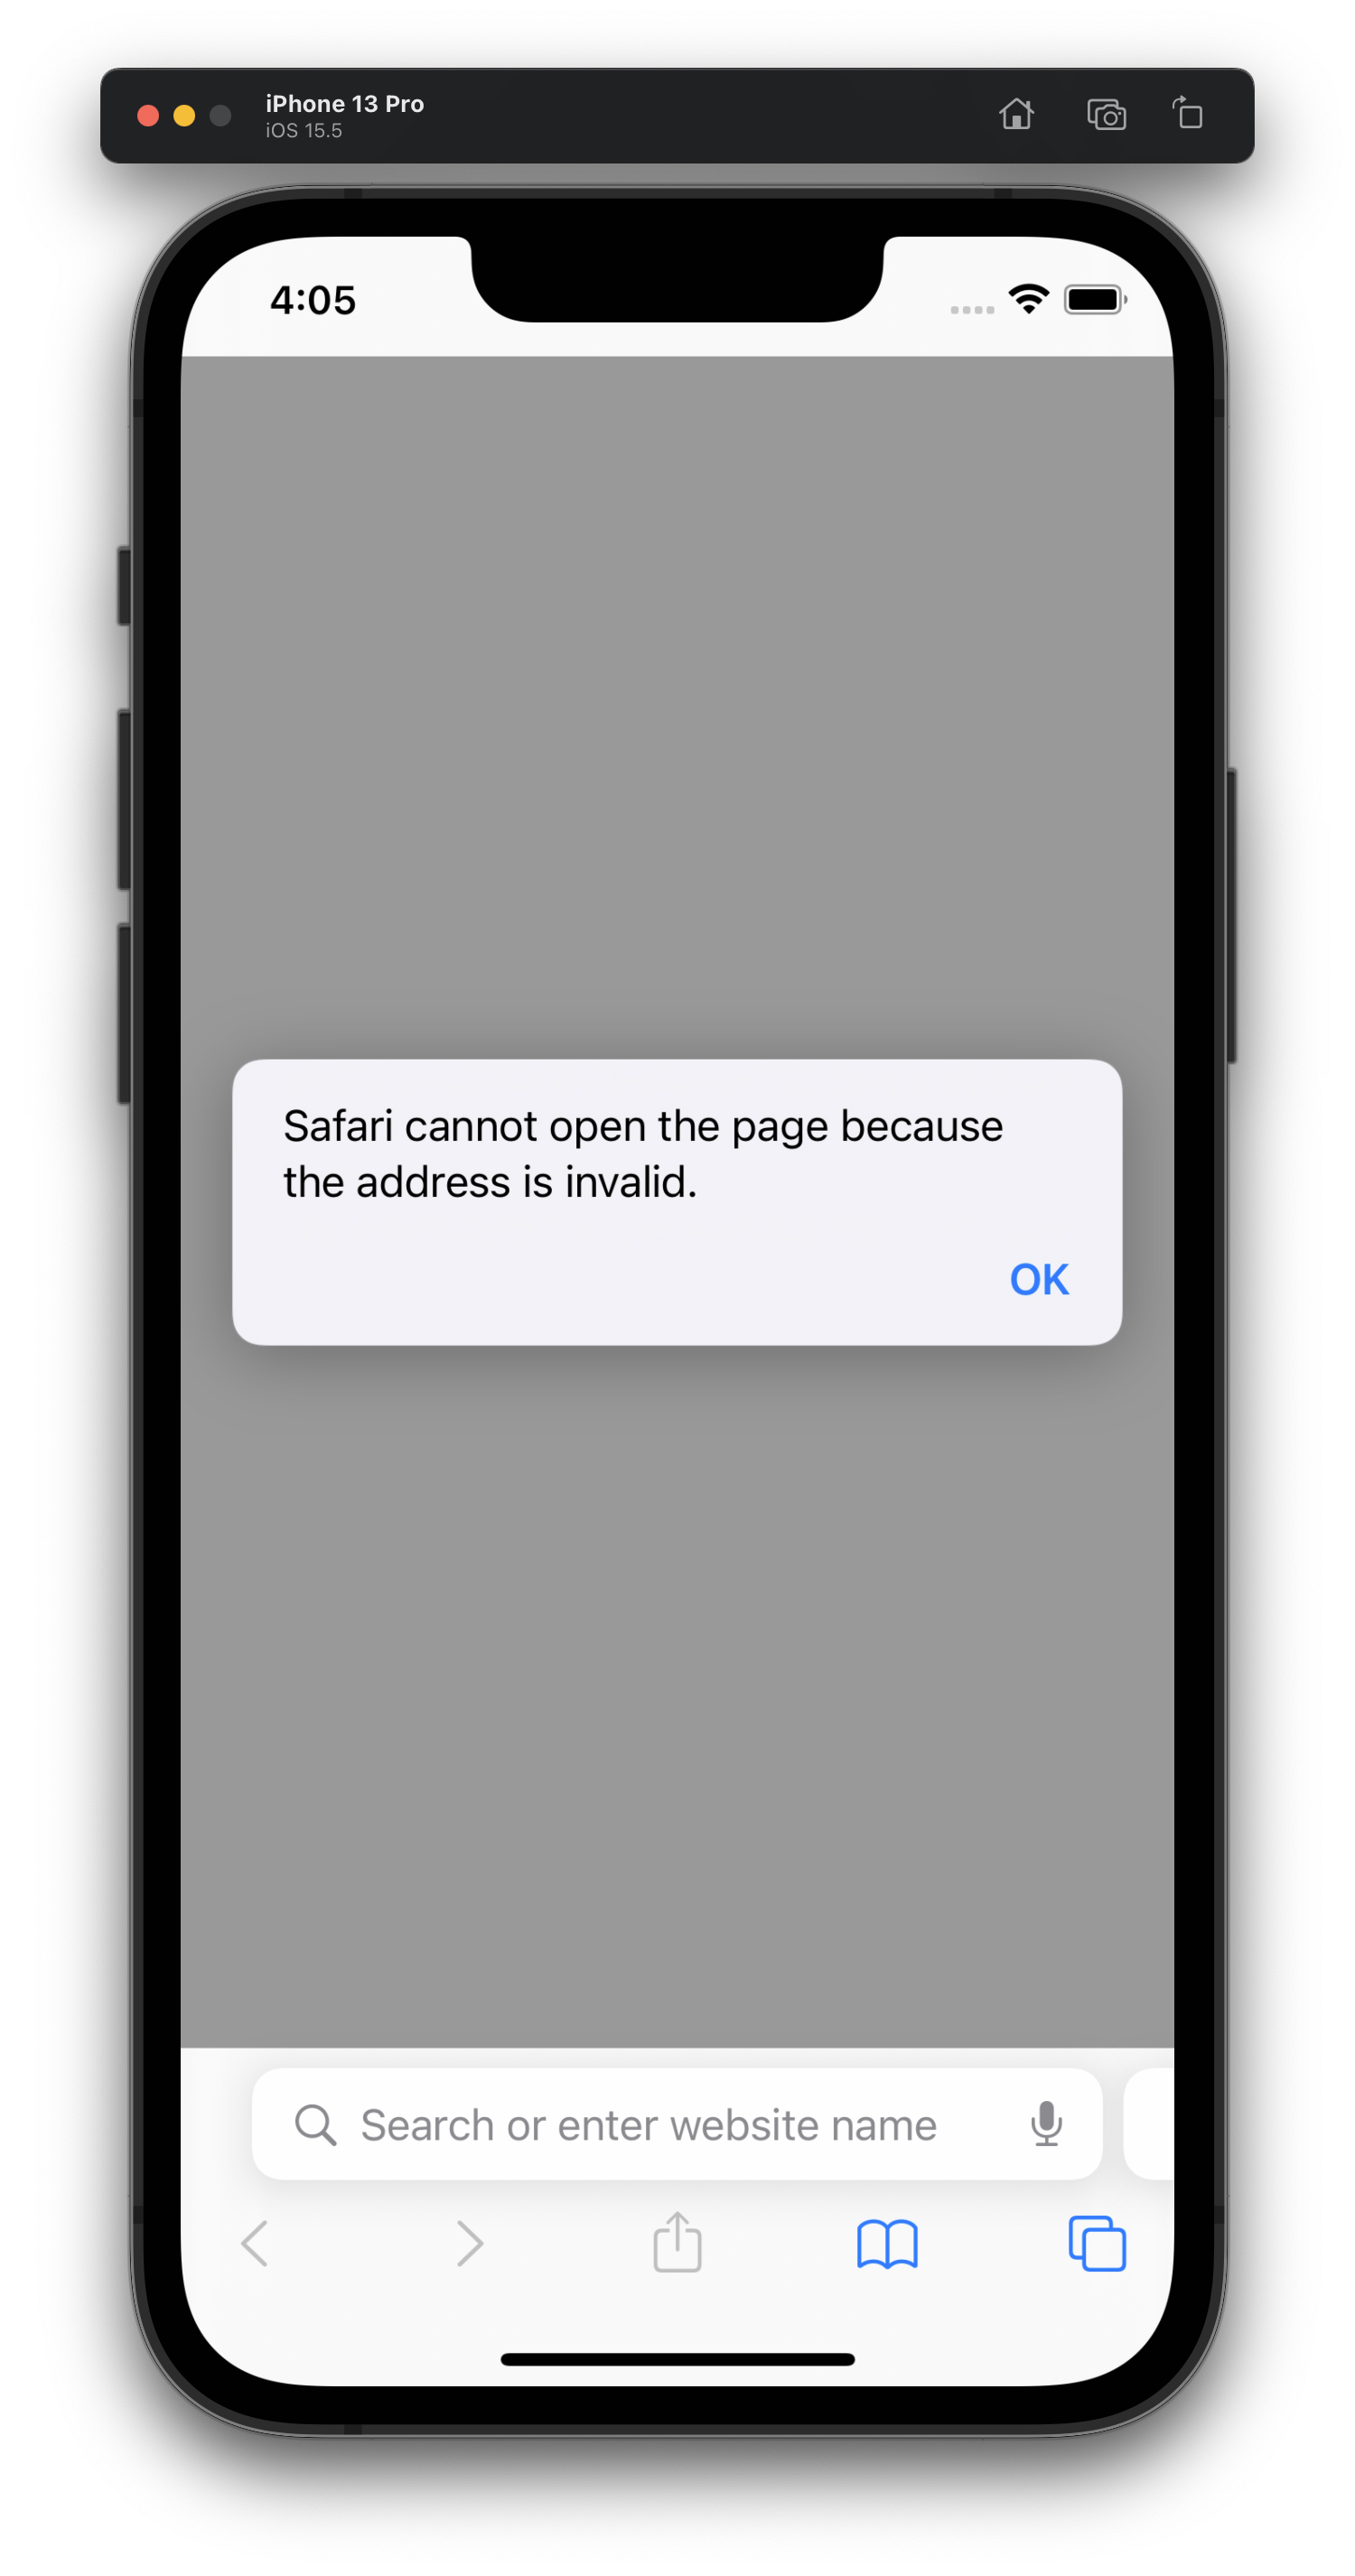 iPhone 13 Pro
iOS 15.5
4:05
Safari cannot open the page because
the address is invalid.
OK
Search or enter website name